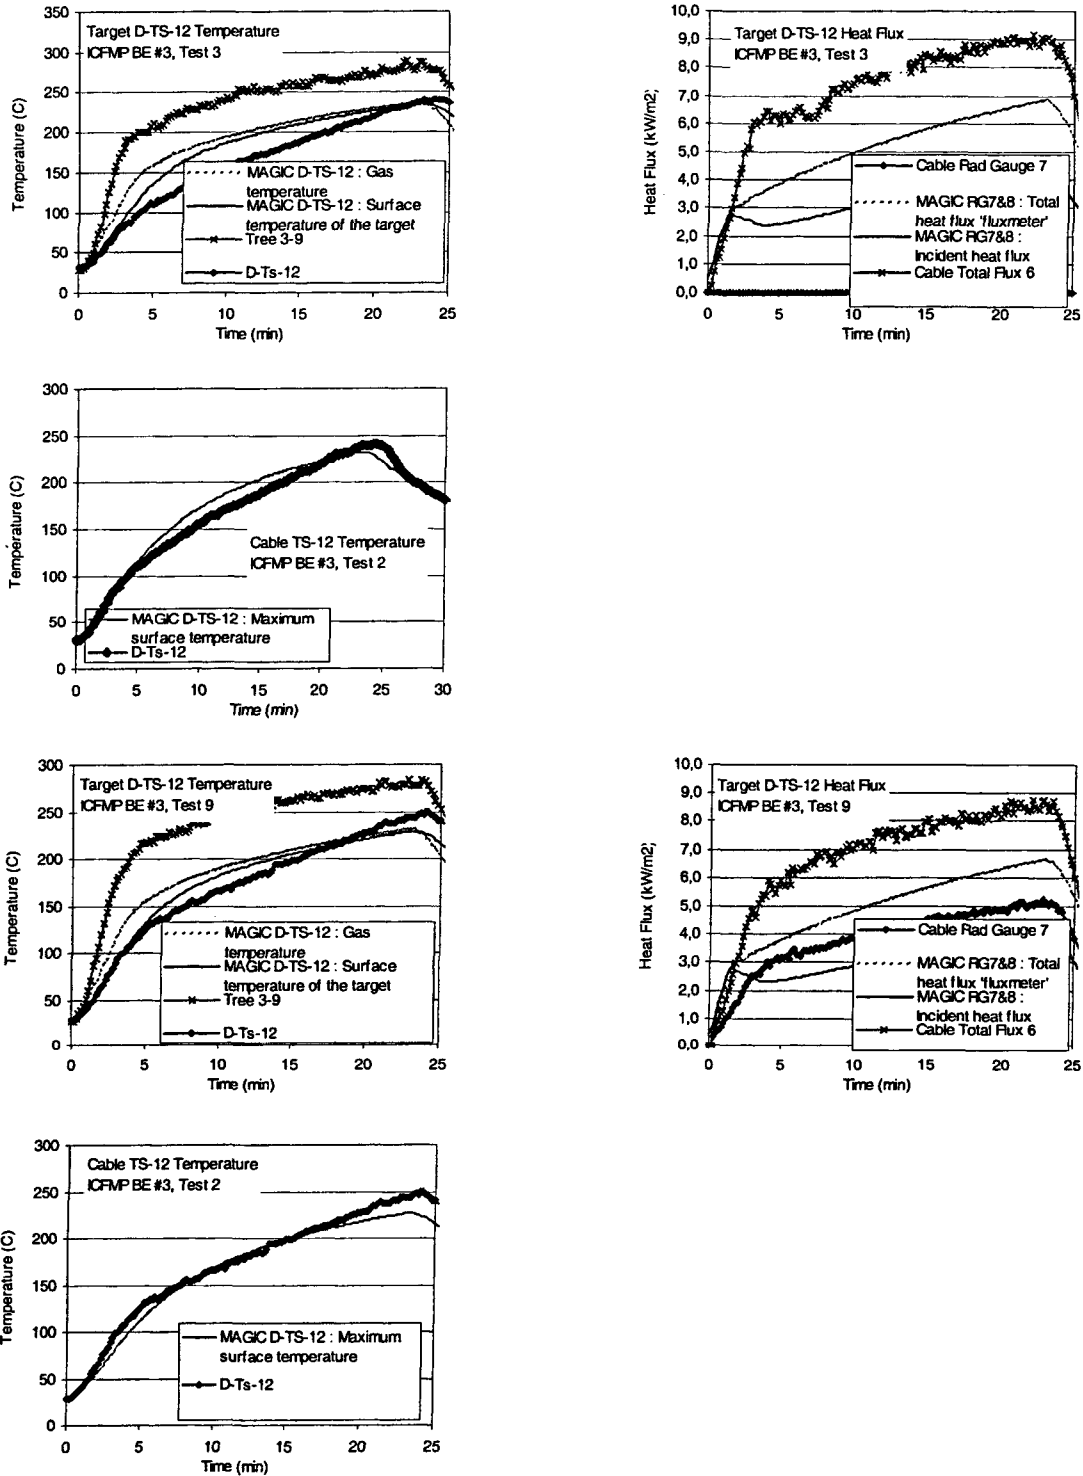 Target D-TS-12 Temperature
ICFMP BE #3, Test 3
Temperature (C)
350
300
250
200
150
100
50
0
MAGIC D-TS-12 : Gas
temperature
MAGIC D-TS-12 : Surface
temperature of the target
Tree 3-9
D-Ts-12
0 5 10 15 20 25
Time (min)
Target D-TS-12 Heat Flux
ICFMP BE #3, Test 3
Heat Flux (kW/m2;
10,0
9,0
8,0
7,0
6,0
5,0
4,0
3,0
2,0
1,0
0,0
Cable Rad Gauge 7
MAGIC RG7&8 : Total
heat flux 'fluxmeter'
MAGIC RG7&8 :
Incident heat flux
Cable Total Flux 6
0 5 10 15 20 25
Time (min)
Temperature (C)
300
250
200
150
100
50
0
Cable TS-12 Temperature
ICFMP BE #3, Test 2
MAGIC D-TS-12 : Maximum
surface temperature
D-Ts-12
0 5 10 15 20 25 30
Time (min)
Target D-TS-12 Temperature
ICFMP BE #3, Test 9
Temperature (C)
300
250
200
150
100
50
0
MAGIC D-TS-12 : Gas
temperature
MAGIC D-TS-12 : Surface
temperature of the target
Tree 3-9
D-Ts-12
0 5 10 15 20 25
Time (min)
Target D-TS-12 Heat Flux
ICFMP BE #3, Test 9
Heat Flux (kW/m2;
10,0
9,0
8,0
7,0
6,0
5,0
4,0
3,0
2,0
1,0
0,0
Cable Rad Gauge 7
MAGIC RG7&8 : Total
heat flux 'fluxmeter'
MAGIC RG7&8 :
Incident heat flux
Cable Total Flux 6
0 5 10 15 20 25
Time (min)
Cable TS-12 Temperature
ICFMP BE #3, Test 2
Temperature (C)
300
250
200
150
100
50
0
MAGIC D-TS-12 : Maximum
surface temperature
D-Ts-12
0 5 10 15 20 25
Time (min)